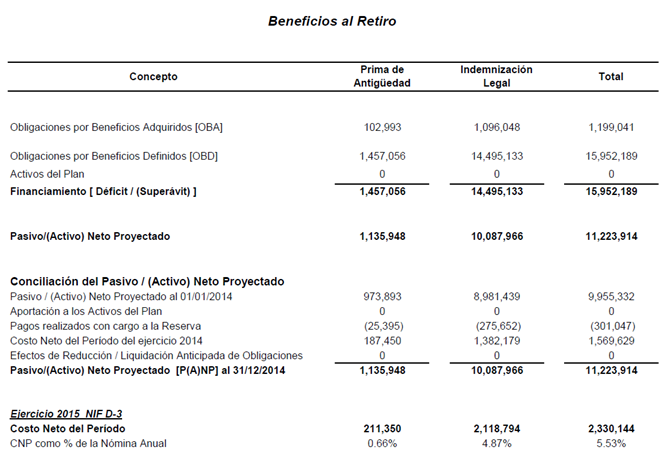 Beneficios al Retiro
Concepto Prima de Antigüedad Indemnización Legal Total
Obligaciones por Beneficios Adquiridos [OBA] 102,993 1,096,048 1,199,041
Obligaciones por Beneficios Definidos [OBD] 1,457,056 14,495,133 15,952,189
Activos del Plan 0 0 0
Financiamiento [ Déficit / (Superávit) ] 1,457,056 14,495,133 15,952,189
Pasivo/(Activo) Neto Proyectado 1,135,948 10,087,966 11,223,914
Conciliación del Pasivo / (Activo) Neto Proyectado
Pasivo / (Activo) Neto Proyectado al 01/01/2014 973,893 8,981,439 9,955,332
Aportación a los Activos del Plan 0 0 0
Pagos realizados con cargo a la Reserva (25,395) (275,652) (301,047)
Costo Neto del Período del ejercicio 2014 187,450 1,382,179 1,569,629
Efectos de Reducción / Liquidación Anticipada de Obligaciones 0 0 0
Pasivo/(Activo) Neto Proyectado [P(A)NP] al 31/12/2014 1,135,948 10,087,966 11,223,914
Ejercicio 2015 NIF D-3
Costo Neto del Período 211,350 2,118,794 2,330,144
CNP como % de la Nómina Anual 0.66% 4.87% 5.53%